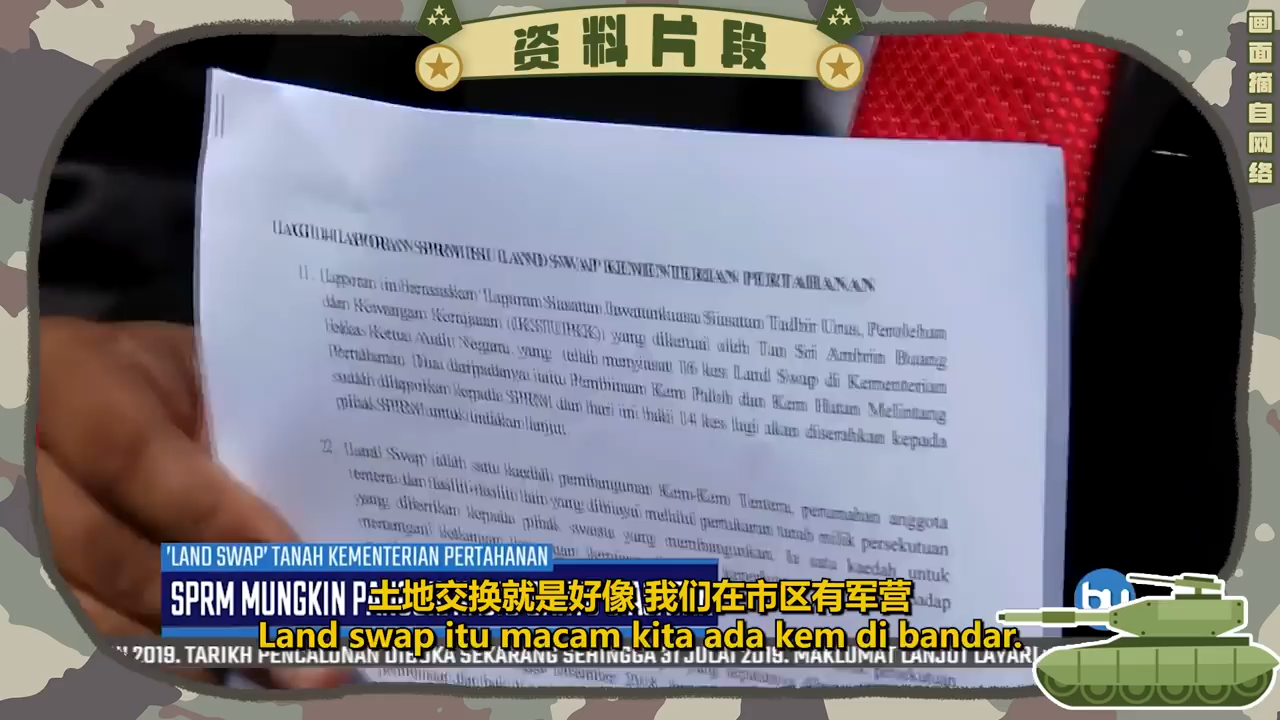 资料片段
画面摘自网络
LAGI 14 LAPORAN SPRM ISU LAND SWAP KEMENTERIAN PERTAHANAN
1. Laporan ini Jawatankuasa Siasatan Tadbir Urus, Perolehan
dan Kewangan Kerajaan (JKSTUPKK) yang diketuai oleh Tan Sri Ambrin Buang
bekas Ketua Audit Negara, yang telah menyiasat 16 kes Land Swap di Kementerian
Pertahanan. Dua daripadanya iaitu Pembinaan Kem Paloh dan Kem Hutan Melintang
sudah dilaporkan kepada SPRM dan hari ini baki 14 kes lagi akan diserahkan kepada
pihak SPRM untuk tindakan lanjut.
2. Land Swap ialah satu kaedah pembangunan Kem-Kem Tentera, perumahan anggota
tentera dan fasiliti-fasiliti lain yang dibiayai melalui pertukaran tanah milik persekutuan
yang diberikan kepada pihak swasta yang membangunkan. Ia satu kaedah untuk
'LAND SWAP' TANAH KEMENTERIAN PERTAHANAN
SPRM MUNGKIN
土地交换就是好像 我们在市区有军营
Land swap itu macam kita ada kem di bandar.
2019. TARIKH PENCALONAN DIBUKA SEKARANG SEHINGGA 31 JULAI 2019. MAKLUMAT LANJUT LAYARI
bu